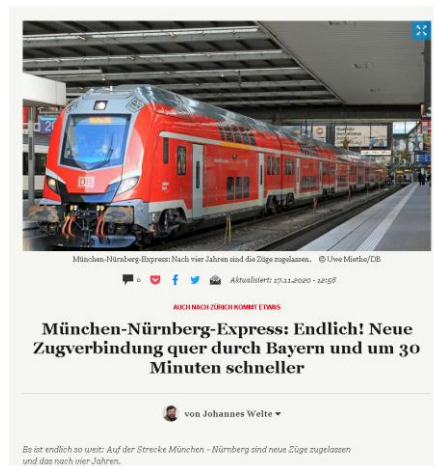 DB
München-Nürnberg-Express: Nach vier Jahren sind die Züge zugelassen. © Uwe Miethe/DB
0
Aktualisiert: 17.11.2020 - 12:58
AUCH NACH ZÜRICH KOMMT ETWAS
München-Nürnberg-Express: Endlich! Neue
Zugverbindung quer durch Bayern und um 30
Minuten schneller
von Johannes Welte
Es ist endlich so weit: Auf der Strecke München - Nürnberg sind neue Züge zugelassen
und das nach vier Jahren.